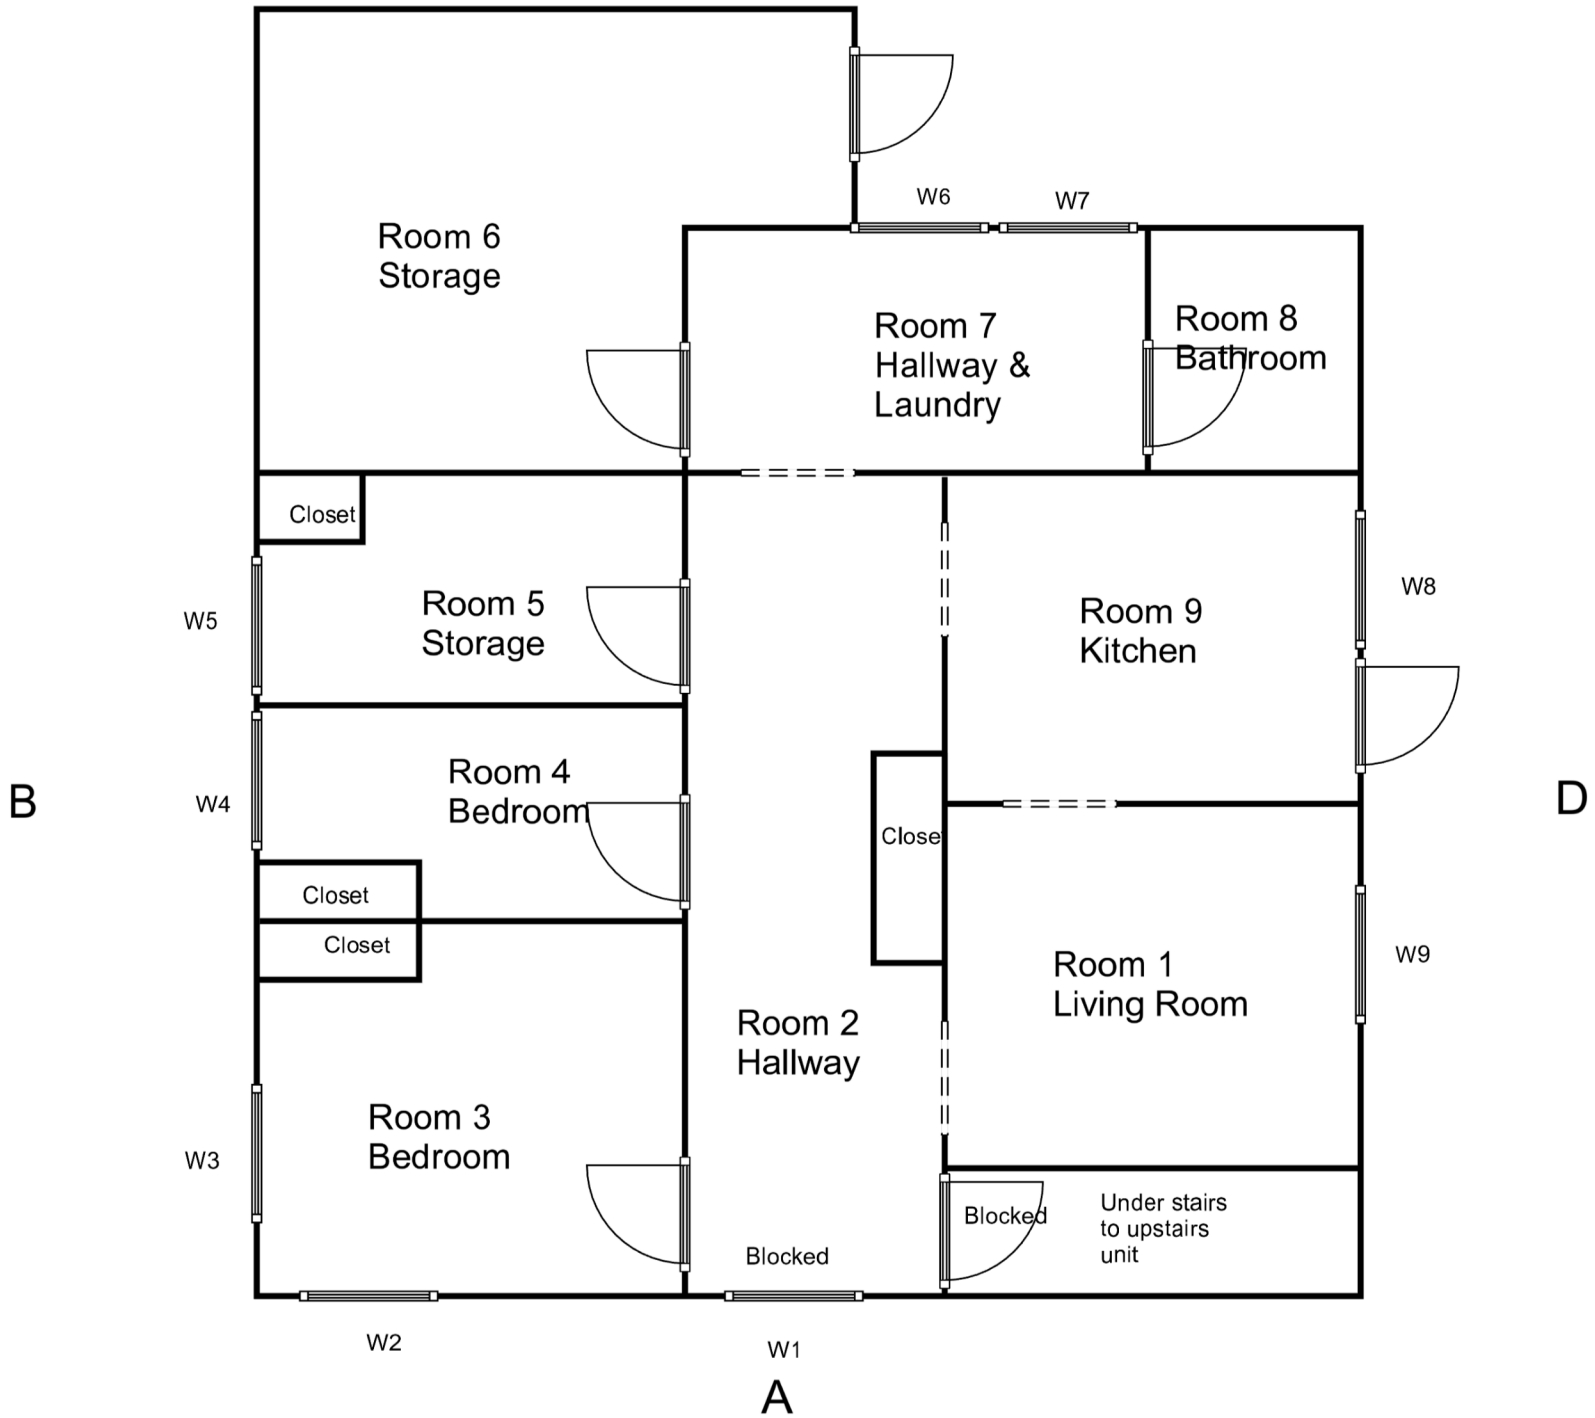 W6
W7
Room 6
Storage
Room 7
Hallway &
Laundry
Room 8
Bathroom
Closet
Room 5
Storage
W5
Room 9
Kitchen
W8
Room 4
Bedroom
W4
B
D
Close
Closet
Closet
Room 1
Living Room
W9
Room 2
Hallway
Room 3
Bedroom
W3
Blocked
Under stairs
to upstairs
unit
Blocked
W2
W1
A